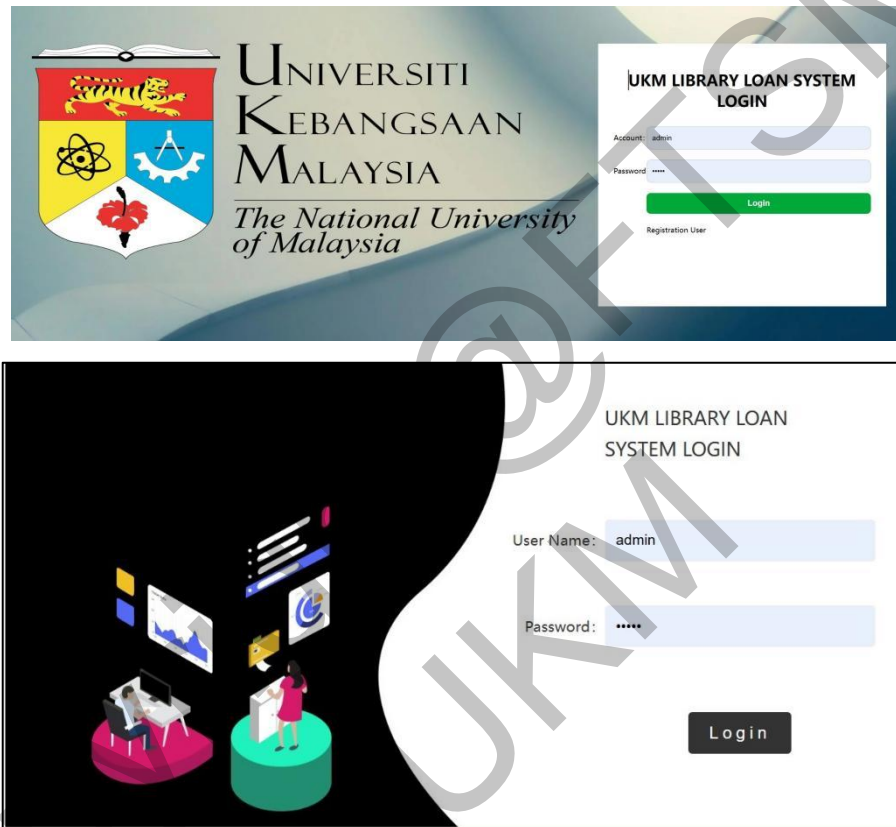 UNIVERSITI
KEBANGSAAN
MALAYSIA
The National University
of Malaysia
UKM LIBRARY LOAN SYSTEM
LOGIN
Account: admin
Password •••••
Login
Registration User
UKM LIBRARY LOAN
SYSTEM LOGIN
User Name: admin
Password: •••••
Login
UKM @FTSM